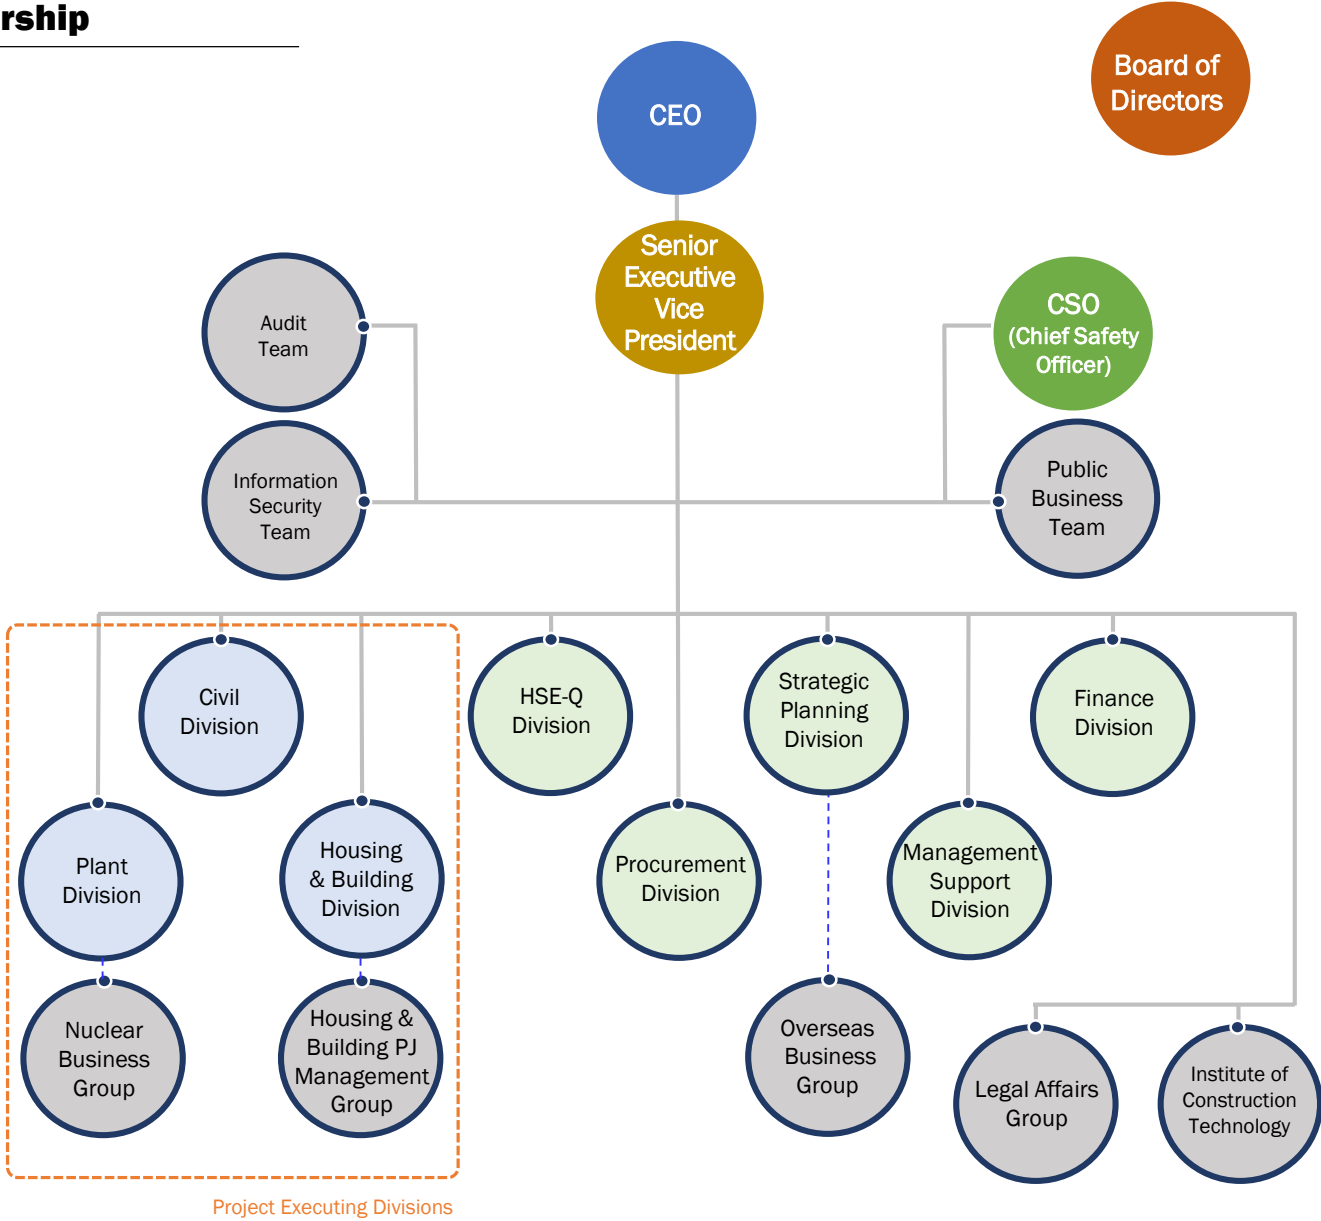 rship
Board of
Directors
CEO
Senior
Executive
Vice
President
Audit
Team
CSO
(Chief Safety
Officer)
Information
Security
Team
Public
Business
Team
Civil
Division
HSE-Q
Division
Strategic
Planning
Division
Finance
Division
Plant
Division
Housing
& Building
Division
Procurement
Division
Management
Support
Division
Nuclear
Business
Group
Housing &
Building PJ
Management
Group
Overseas
Business
Group
Legal Affairs
Group
Institute of
Construction
Technology
Project Executing Divisions